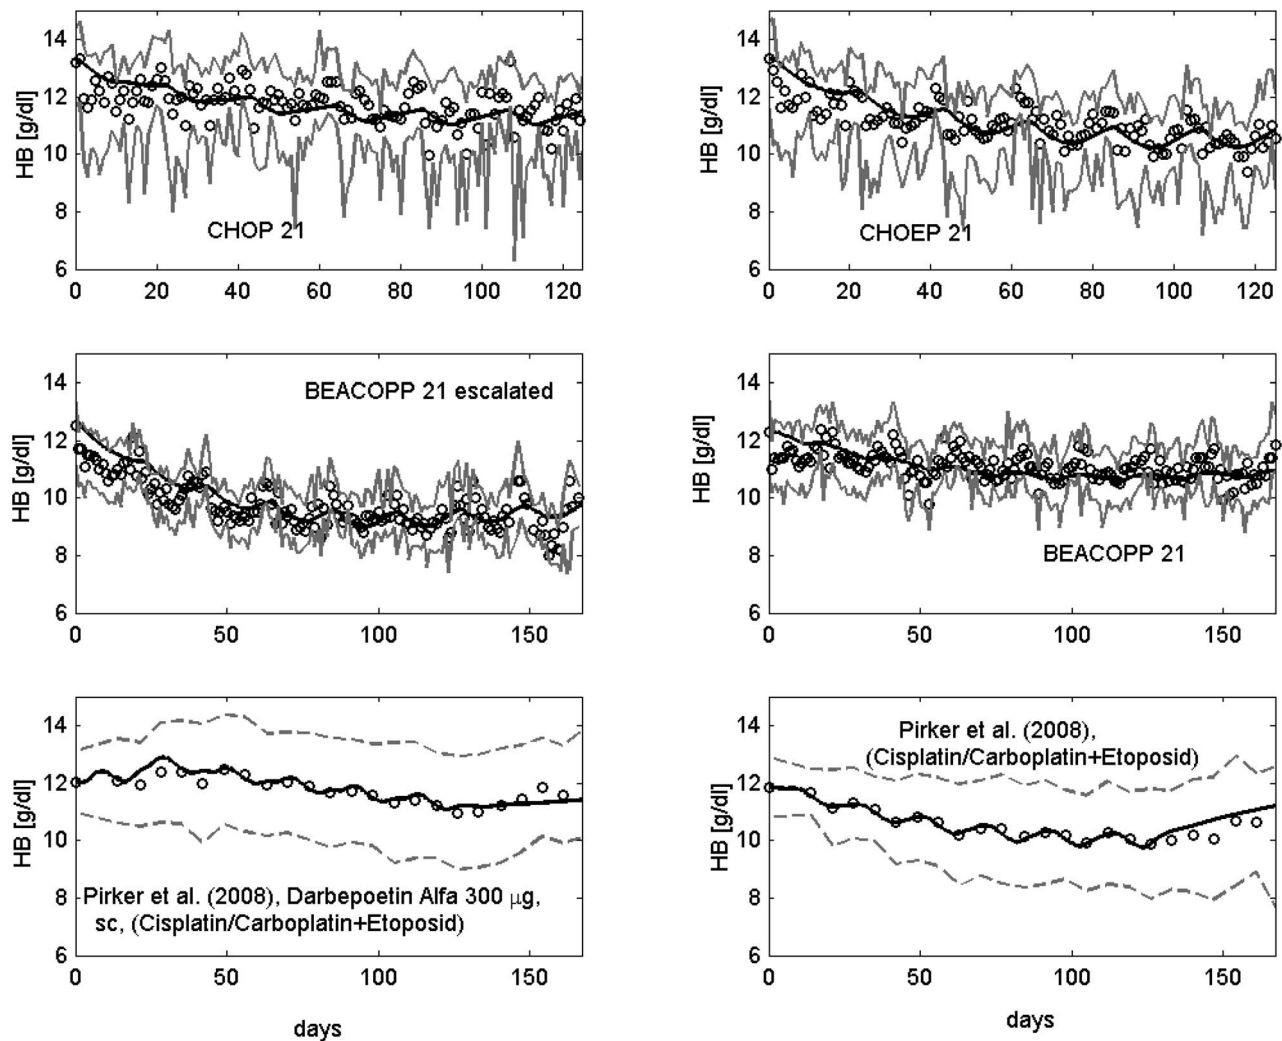 14
12
10
8
6
HB [g/dl]
CHOP 21
0 20 40 60 80 100 120
14
12
10
8
6
HB [g/dl]
CHOEP 21
0 20 40 60 80 100 120
14
12
10
8
6
HB [g/dl]
BEACOPP 21 escalated
0 50 100 150
14
12
10
8
6
HB [g/dl]
BEACOPP 21
0 50 100 150
14
12
10
8
6
HB [g/dl]
Pirker et al. (2008), Darbepoetin Alfa 300 μg,
sc, (Cisplatin/Carboplatin+Etoposid)
0 50 100 150
days
14
12
10
8
6
HB [g/dl]
Pirker et al. (2008),
(Cisplatin/Carboplatin+Etoposid)
0 50 100 150
days